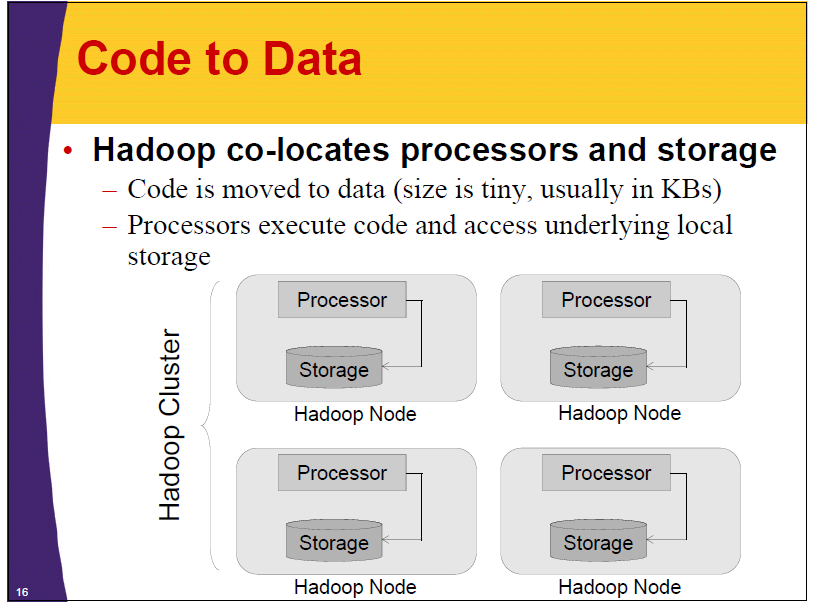 Code to Data
• Hadoop co-locates processors and storage
– Code is moved to data (size is tiny, usually in KBs)
– Processors execute code and access underlying local
storage
Hadoop Cluster
Processor
Storage
Hadoop Node
Processor
Storage
Hadoop Node
Processor
Storage
Hadoop Node
Processor
Storage
Hadoop Node
16